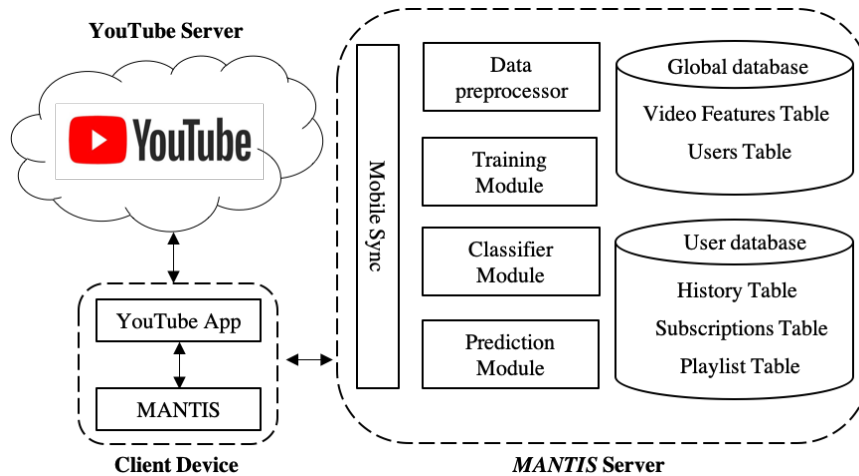 YouTube Server
YouTube
YouTube App
MANTIS
Client Device
Mobile Sync
Data
preprocessor
Training
Module
Classifier
Module
Prediction
Module
Global database
Video Features Table
Users Table
User database
History Table
Subscriptions Table
Playlist Table
MANTIS Server